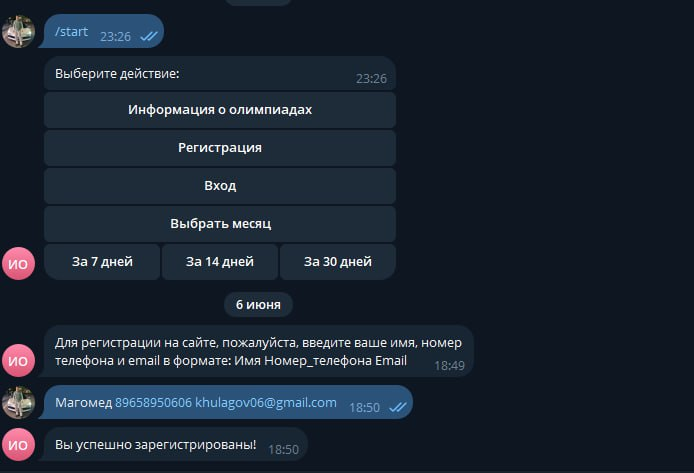 /start 23:26
Выберите действие:
23:26
Информация о олимпиадах
Регистрация
Вход
Выбрать месяц
ИО
За 7 дней
За 14 дней
За 30 дней
6 июня
Для регистрации на сайте, пожалуйста, введите ваше имя, номер
телефона и email в формате: Имя Номер_телефона Email
18:49
ИО
Магомед 89658950606 khulagov06@gmail.com 18:50
ИО
Вы успешно зарегистрированы! 18:50